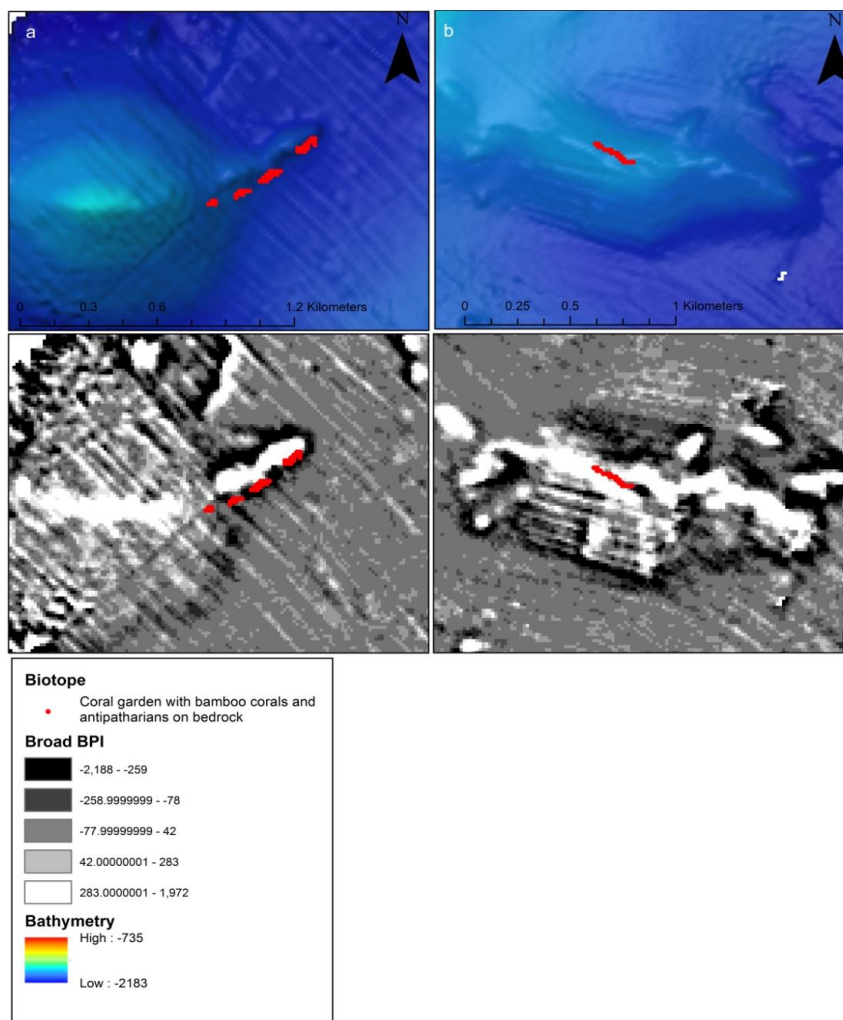 a
N
0 0.3 0.6 1.2 Kilometers
b
N
0 0.25 0.5 1 Kilometers
Biotope
Coral garden with bamboo corals and
antipatharians on bedrock
Broad BPI
-2,188 - -259
-258.9999999 - -78
-77.99999999 - 42
42.00000001 - 283
283.0000001 - 1,972
Bathymetry
High : -735
Low : -2183